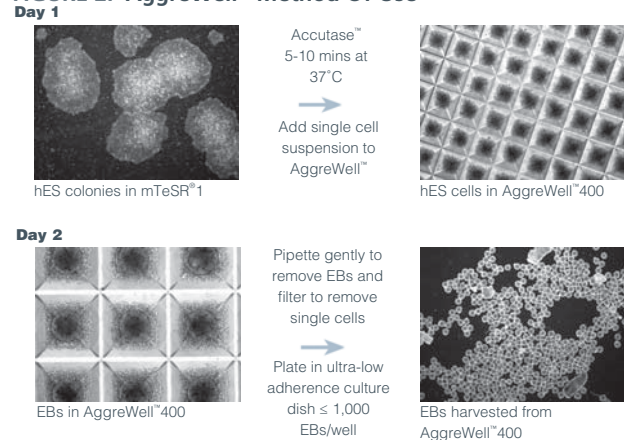 Day 1
Accutase™
5-10 mins at
37˚C
Add single cell
suspension to
AggreWell™
hES colonies in mTeSR®1
hES cells in AggreWell™400
Day 2
Pipette gently to
remove EBs and
filter to remove
single cells
Plate in ultra-low
adherence culture
dish ≤ 1,000
EBs/well
EBs in AggreWell™400
EBs harvested from
AggreWell™400